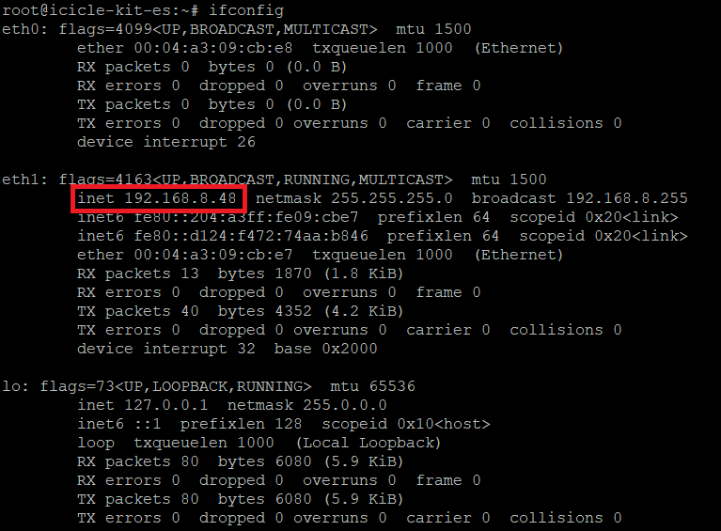 root@icicle-kit-es:~# ifconfig
eth0: flags=4099<UP,BROADCAST,MULTICAST>  mtu 1500
        ether 00:04:a3:09:cb:e8  txqueuelen 1000  (Ethernet)
        RX packets 0  bytes 0 (0.0 B)
        RX errors 0  dropped 0  overruns 0  frame 0
        TX packets 0  bytes 0 (0.0 B)
        TX errors 0  dropped 0 overruns 0  carrier 0  collisions 0
        device interrupt 26

eth1: flags=4163<UP,BROADCAST,RUNNING,MULTICAST>  mtu 1500
        inet 192.168.8.48  netmask 255.255.255.0  broadcast 192.168.8.255
        inet6 fe80::204:a3ff:fe09:cbe7  prefixlen 64  scopeid 0x20<link>
        inet6 fe80::d124:f472:74aa:b846  prefixlen 64  scopeid 0x20<link>
        ether 00:04:a3:09:cb:e7  txqueuelen 1000  (Ethernet)
        RX packets 13  bytes 1870 (1.8 KiB)
        RX errors 0  dropped 0  overruns 0  frame 0
        TX packets 40  bytes 4352 (4.2 KiB)
        TX errors 0  dropped 0 overruns 0  carrier 0  collisions 0
        device interrupt 32  base 0x2000

lo: flags=73<UP,LOOPBACK,RUNNING>  mtu 65536
        inet 127.0.0.1  netmask 255.0.0.0
        inet6 ::1  prefixlen 128  scopeid 0x10<host>
        loop  txqueuelen 1000  (Local Loopback)
        RX packets 80  bytes 6080 (5.9 KiB)
        RX errors 0  dropped 0  overruns 0  frame 0
        TX packets 80  bytes 6080 (5.9 KiB)
        TX errors 0  dropped 0 overruns 0  carrier 0  collisions 0